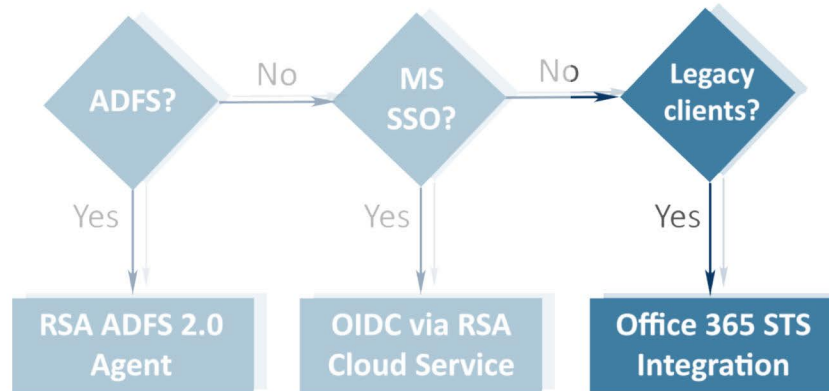 ADFS?
No
MS
SSO?
No
Legacy
clients?
Yes
Yes
Yes
RSA ADFS 2.0
Agent
OIDC via RSA
Cloud Service
Office 365 STS
Integration